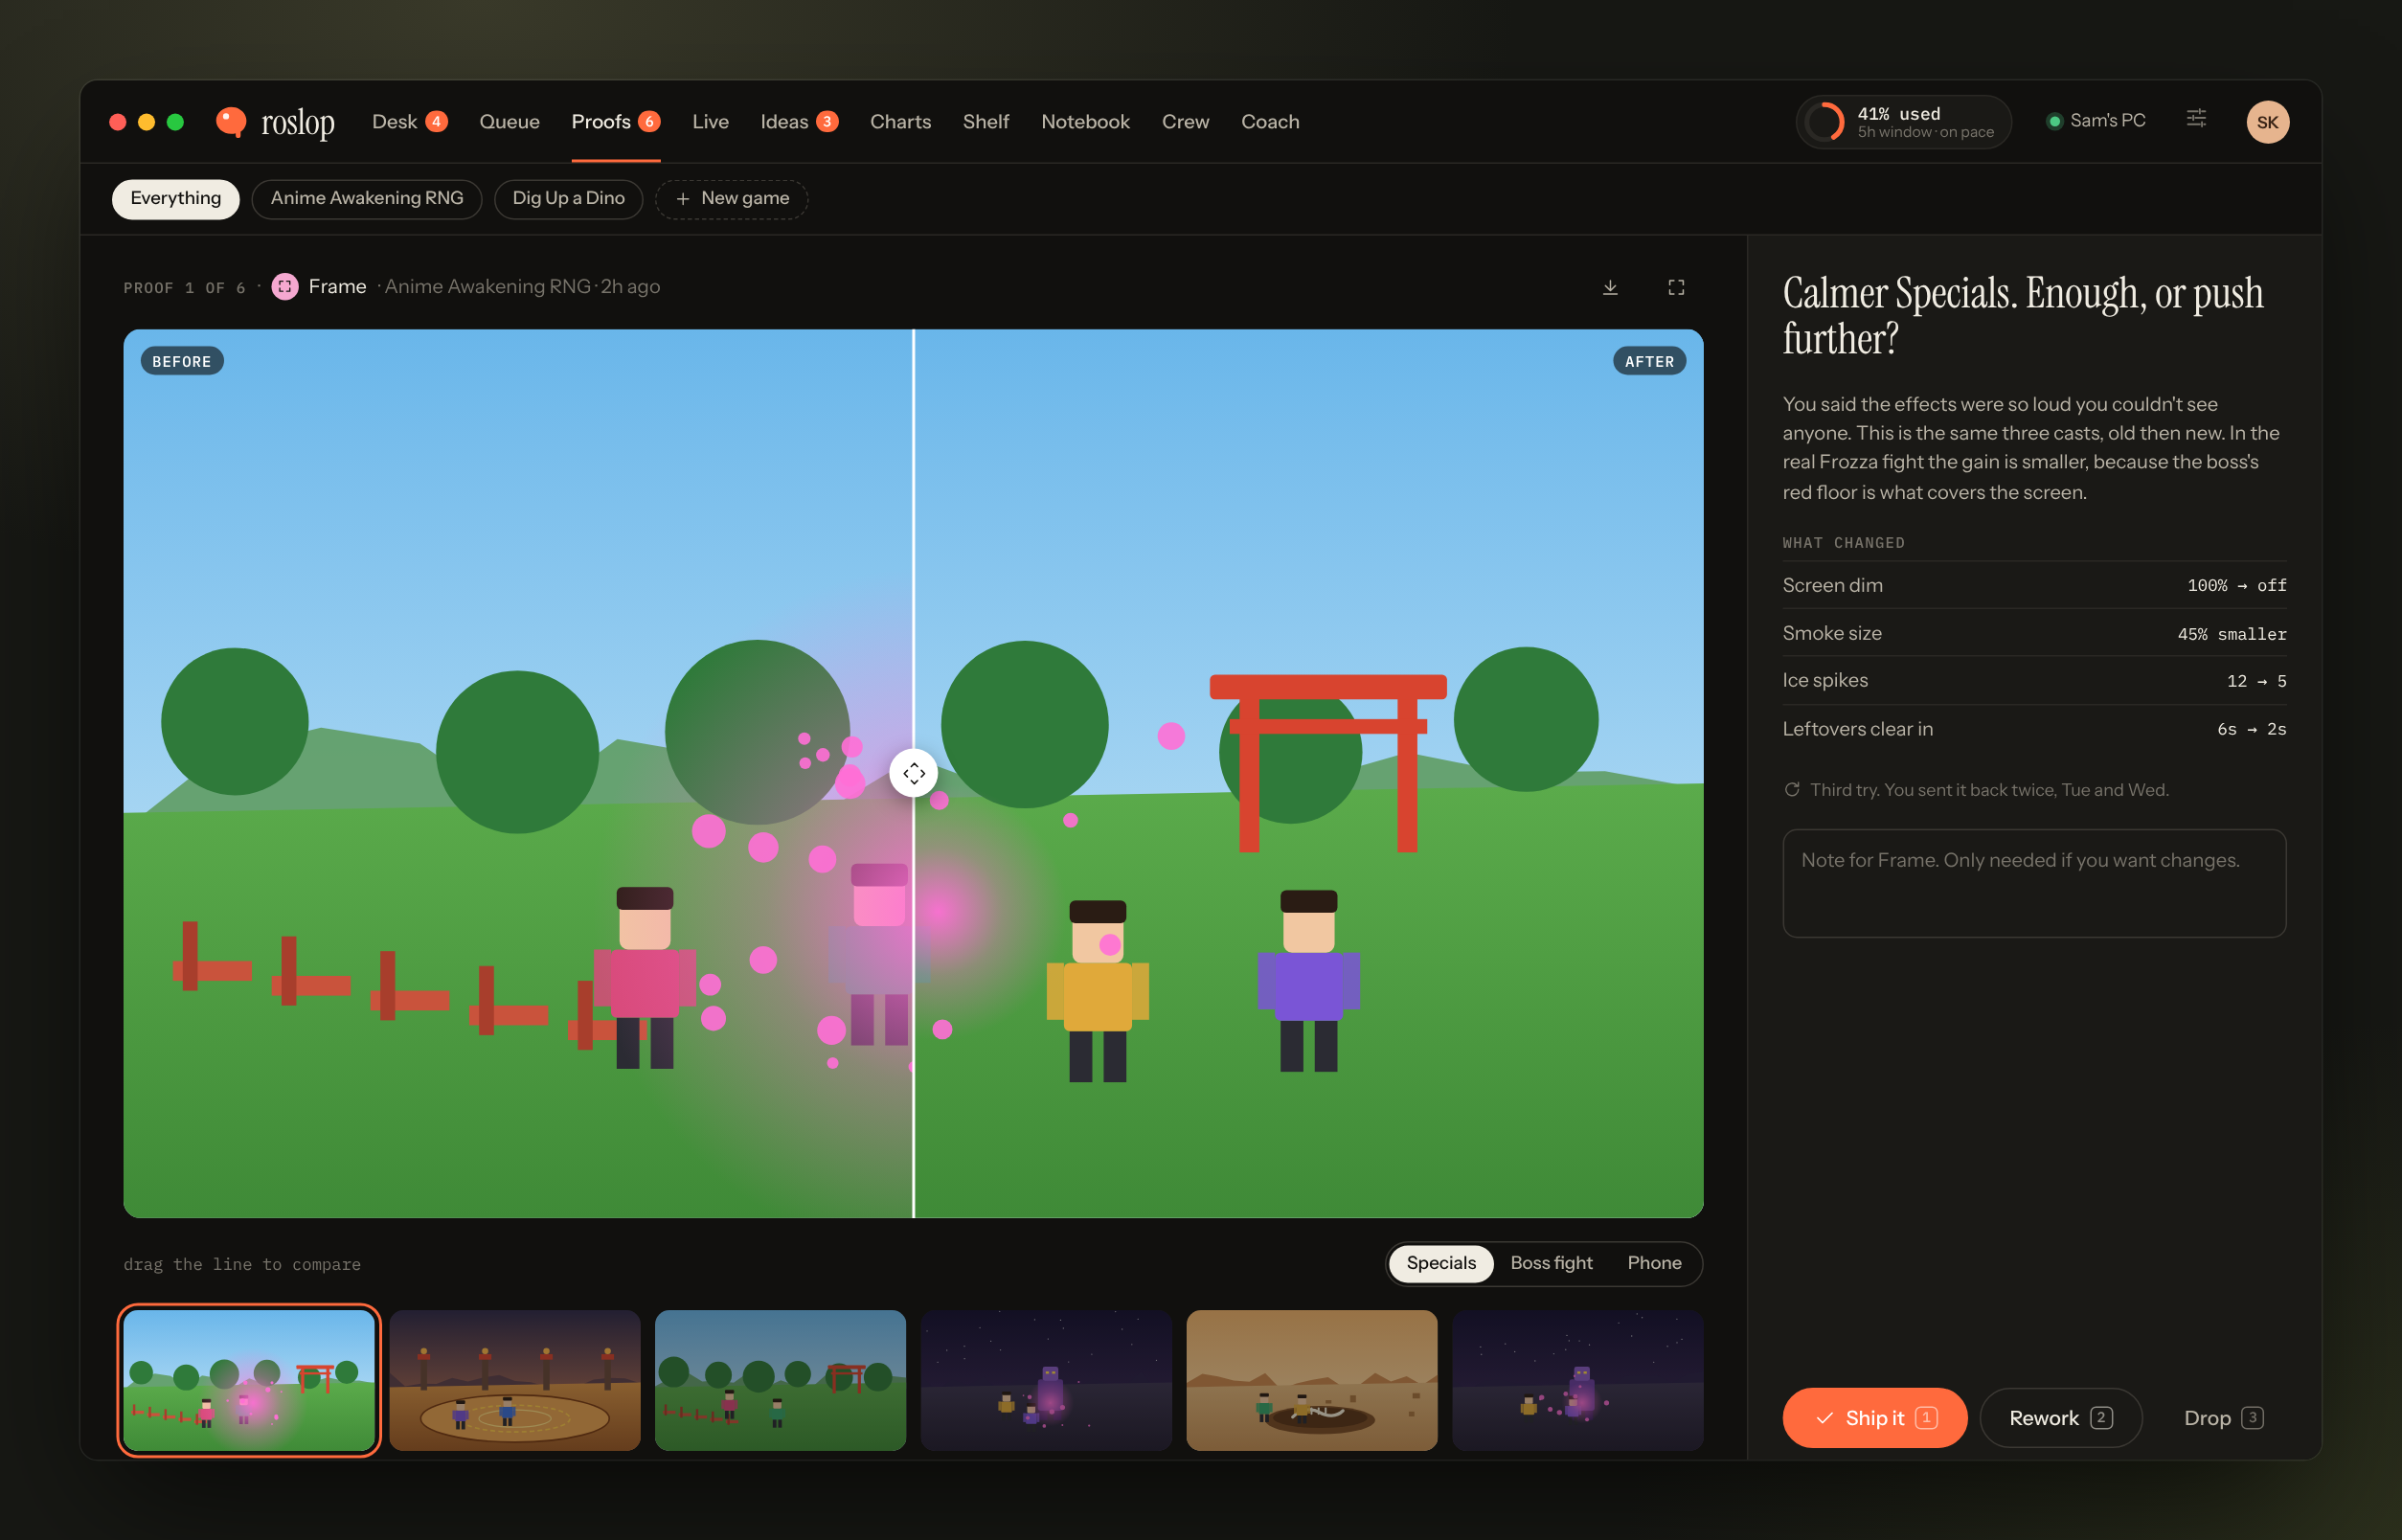 roslop
Desk 4
Queue
Proofs 6
Live
Ideas 3
Charts
Shelf
Notebook
Crew
Coach
41% used
5h window · on pace
Sam's PC
SK
Everything
Anime Awakening RNG
Dig Up a Dino
+ New game
PROOF 1 OF 6 · Frame · Anime Awakening RNG · 2h ago
BEFORE
AFTER
drag the line to compare
Specials
Boss fight
Phone
Calmer Specials. Enough, or push
further?
You said the effects were so loud you couldn't see
anyone. This is the same three casts, old then new. In the
real Frozza fight the gain is smaller, because the boss's
red floor is what covers the screen.
WHAT CHANGED
Screen dim 100% → off
Smoke size 45% smaller
Ice spikes 12 → 5
Leftovers clear in 6s → 2s
Third try. You sent it back twice, Tue and Wed.
Note for Frame. Only needed if you want changes.
Ship it 1
Rework 2
Drop 3